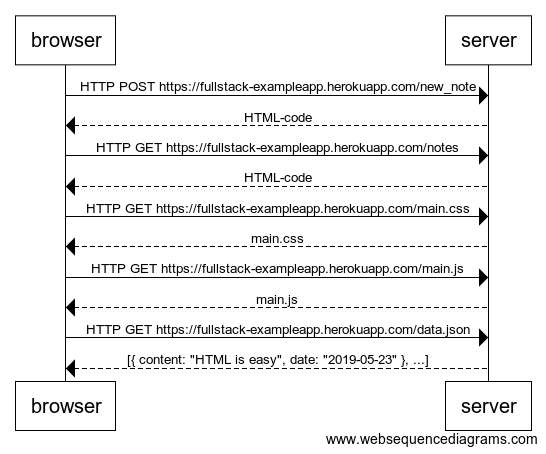 browser server
HTTP POST https://fullstack-exampleapp.herokuapp.com/new_note
HTML-code
HTTP GET https://fullstack-exampleapp.herokuapp.com/notes
HTML-code
HTTP GET https://fullstack-exampleapp.herokuapp.com/main.css
main.css
HTTP GET https://fullstack-exampleapp.herokuapp.com/main.js
main.js
HTTP GET https://fullstack-exampleapp.herokuapp.com/data.json
[{ content: "HTML is easy", date: "2019-05-23" }, ...]
browser server
www.websequencediagrams.com